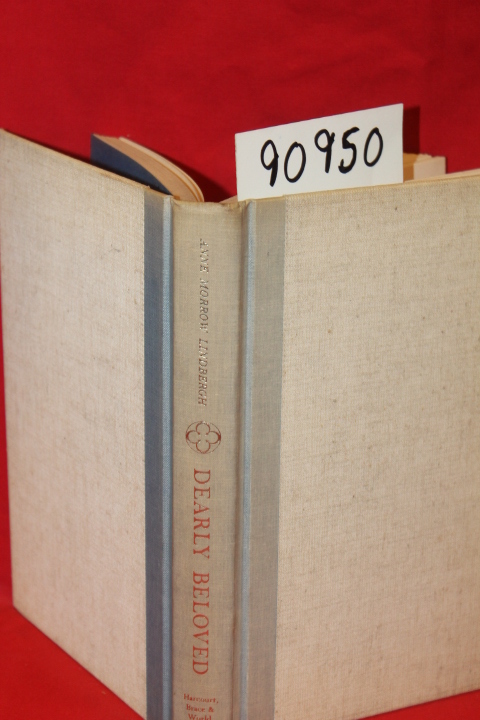 90950
ANNE MORROW LINDBERGH
DEARLY BELOVED
Harcourt,
Brace &
World